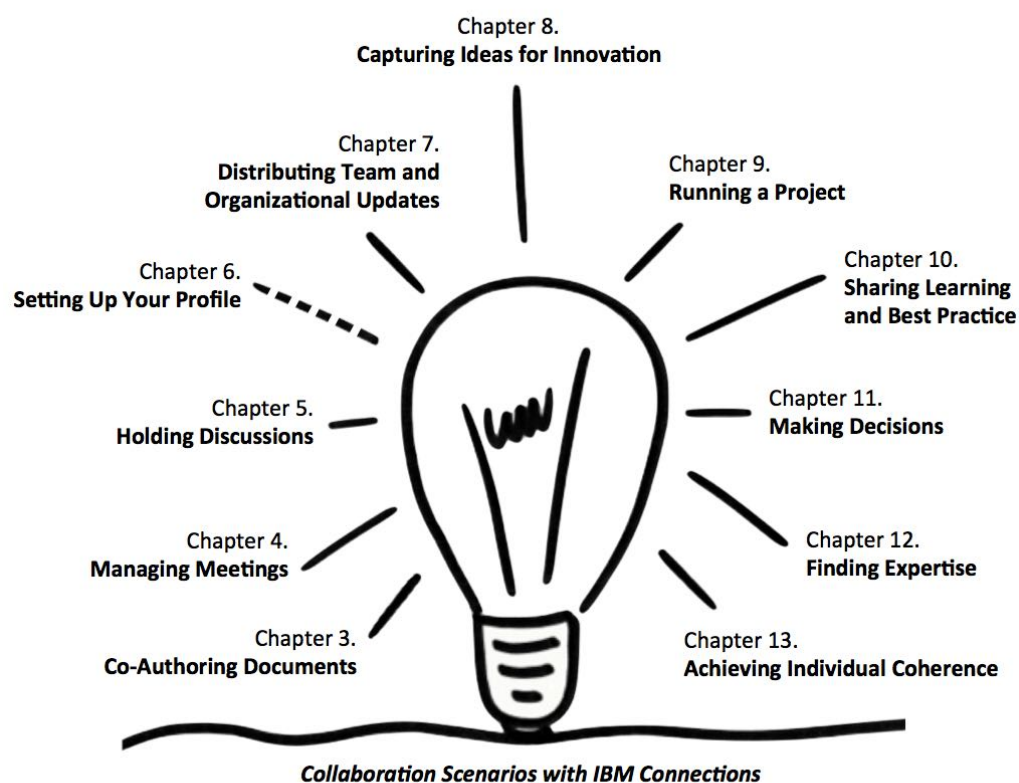 Chapter 8.
Capturing Ideas for Innovation
Chapter 7.
Distributing Team and
Organizational Updates
Chapter 9.
Running a Project
Chapter 6.
Setting Up Your Profile
Chapter 10.
Sharing Learning
and Best Practice
Chapter 5.
Holding Discussions
Chapter 11.
Making Decisions
Chapter 4.
Managing Meetings
Chapter 12.
Finding Expertise
Chapter 3.
Co-Authoring Documents
Chapter 13.
Achieving Individual Coherence
Collaboration Scenarios with IBM Connections